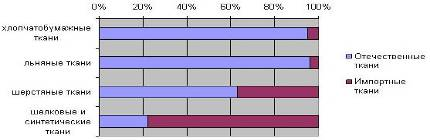 0% 20% 40% 60% 80% 100%
хлопчатобумажные
ткани
льняные ткани
шерстяные ткани
шелковые и
синтетические
ткани
Отечественные
ткани
Импортные
ткани